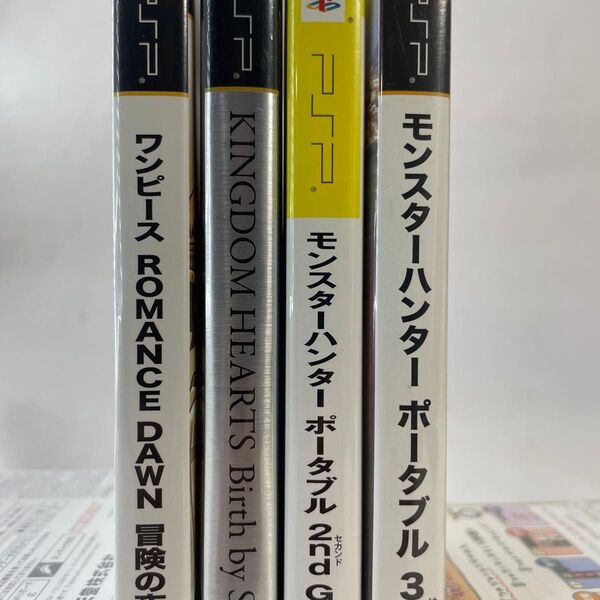 PSP®
ワンピース ROMANCE DAWN 冒険の
PSP®
KINGDOM HEARTS Birth by S
PSP®
モンスターハンター ポータブル 2nd G
セカンド
PSP®
モンスターハンター ポータブル 3